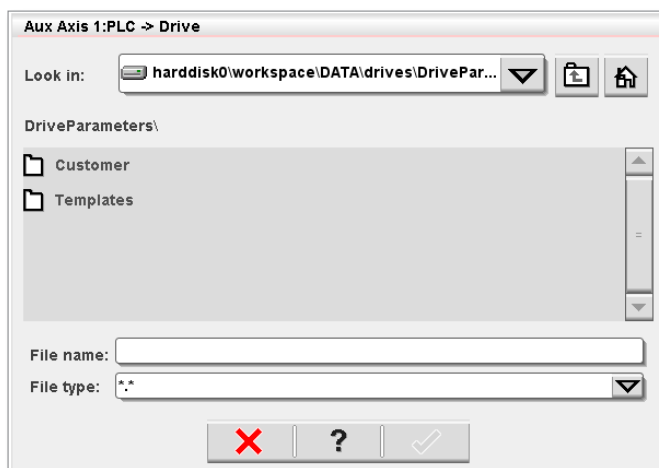 Aux Axis 1:PLC -> Drive
Look in: harddisk0\workspace\DATA\drives\DrivePar...
DriveParameters\
Customer
Templates
File name:
File type: *.*
?